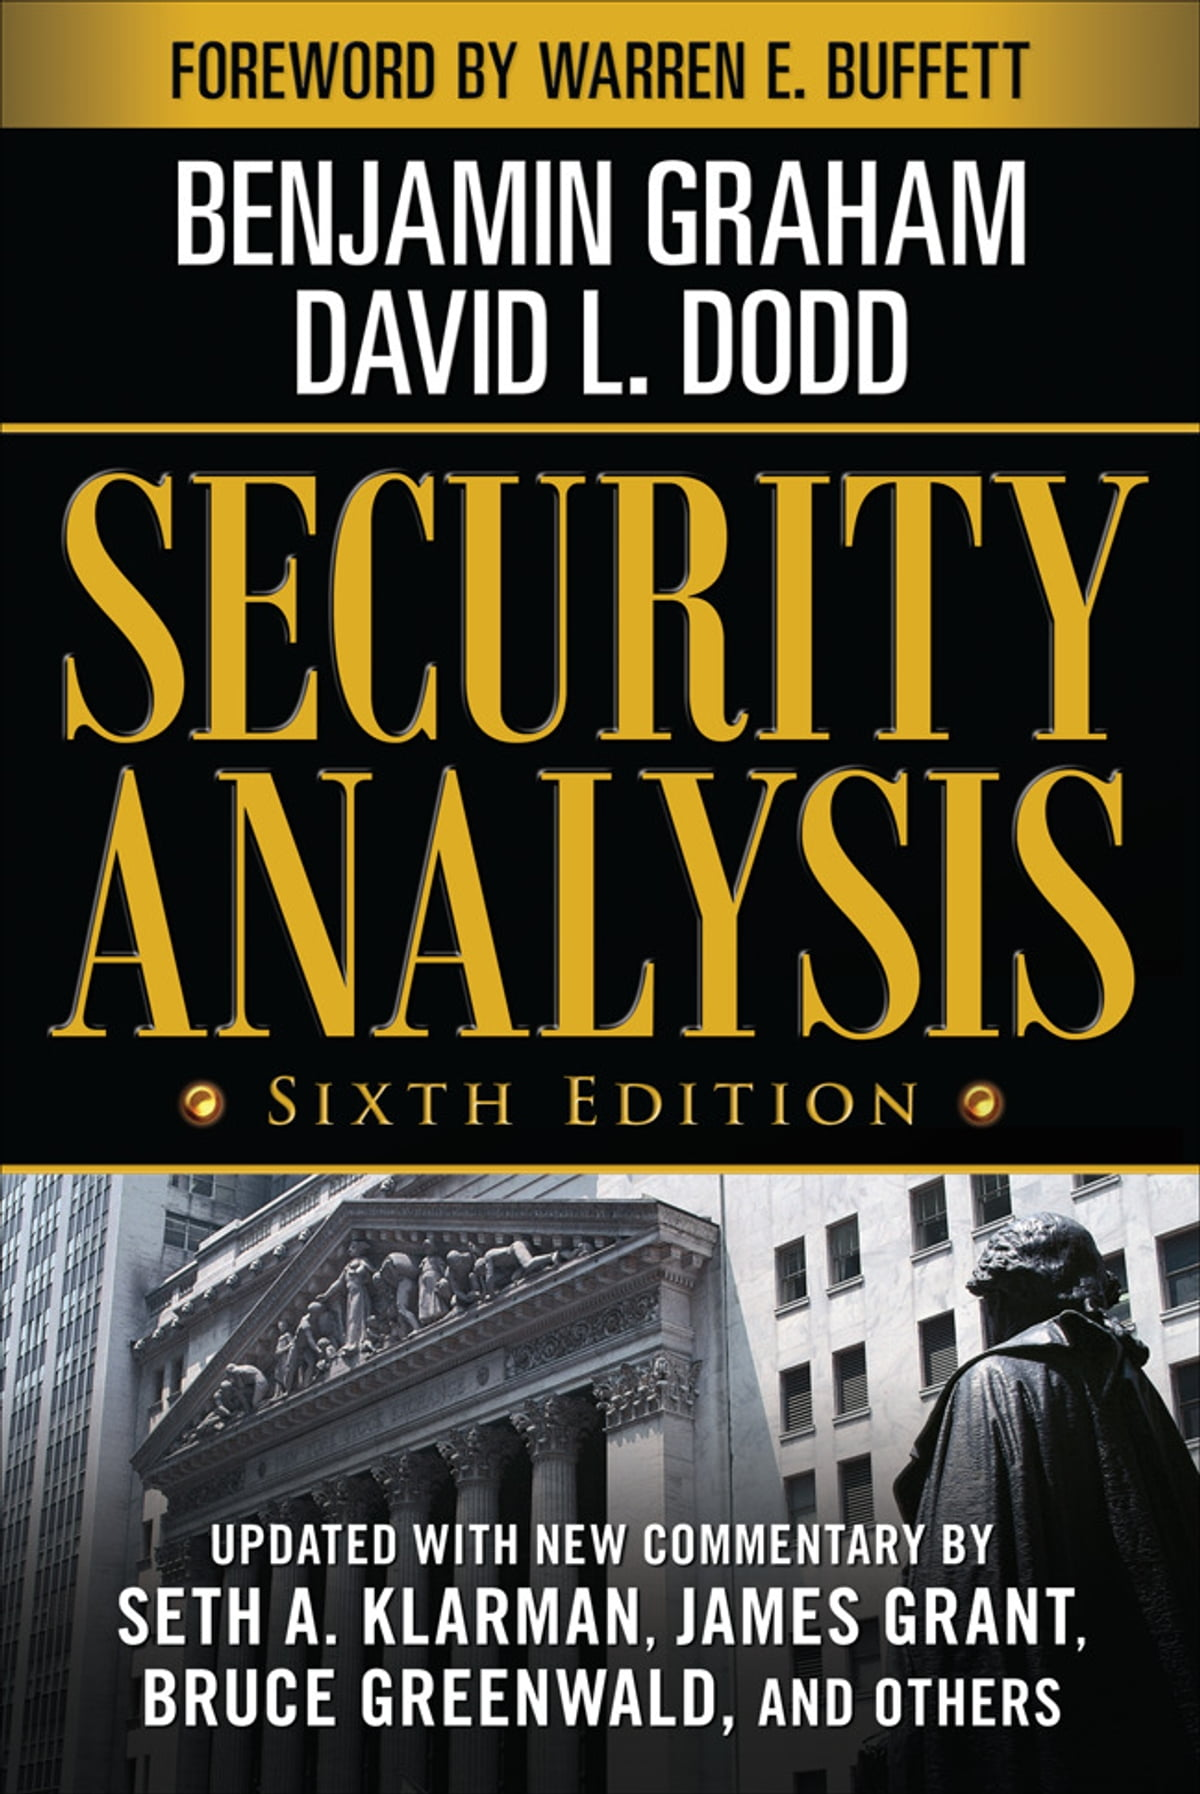 FOREWORD BY WARREN E. BUFFETT
BENJAMIN GRAHAM
DAVID L. DODD
SECURITY
ANALYSIS
SIXTH EDITION
UPDATED WITH NEW COMMENTARY BY
SETH A. KLARMAN, JAMES GRANT,
BRUCE GREENWALD, AND OTHERS